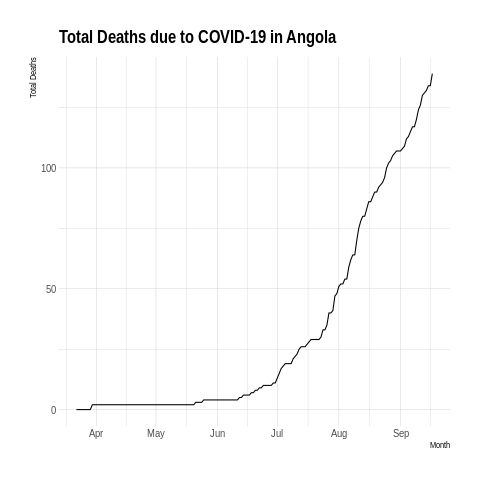 Total Deaths due to COVID-19 in Angola
Total Deaths
100
50
0
Apr May Jun Jul Aug Sep
Month